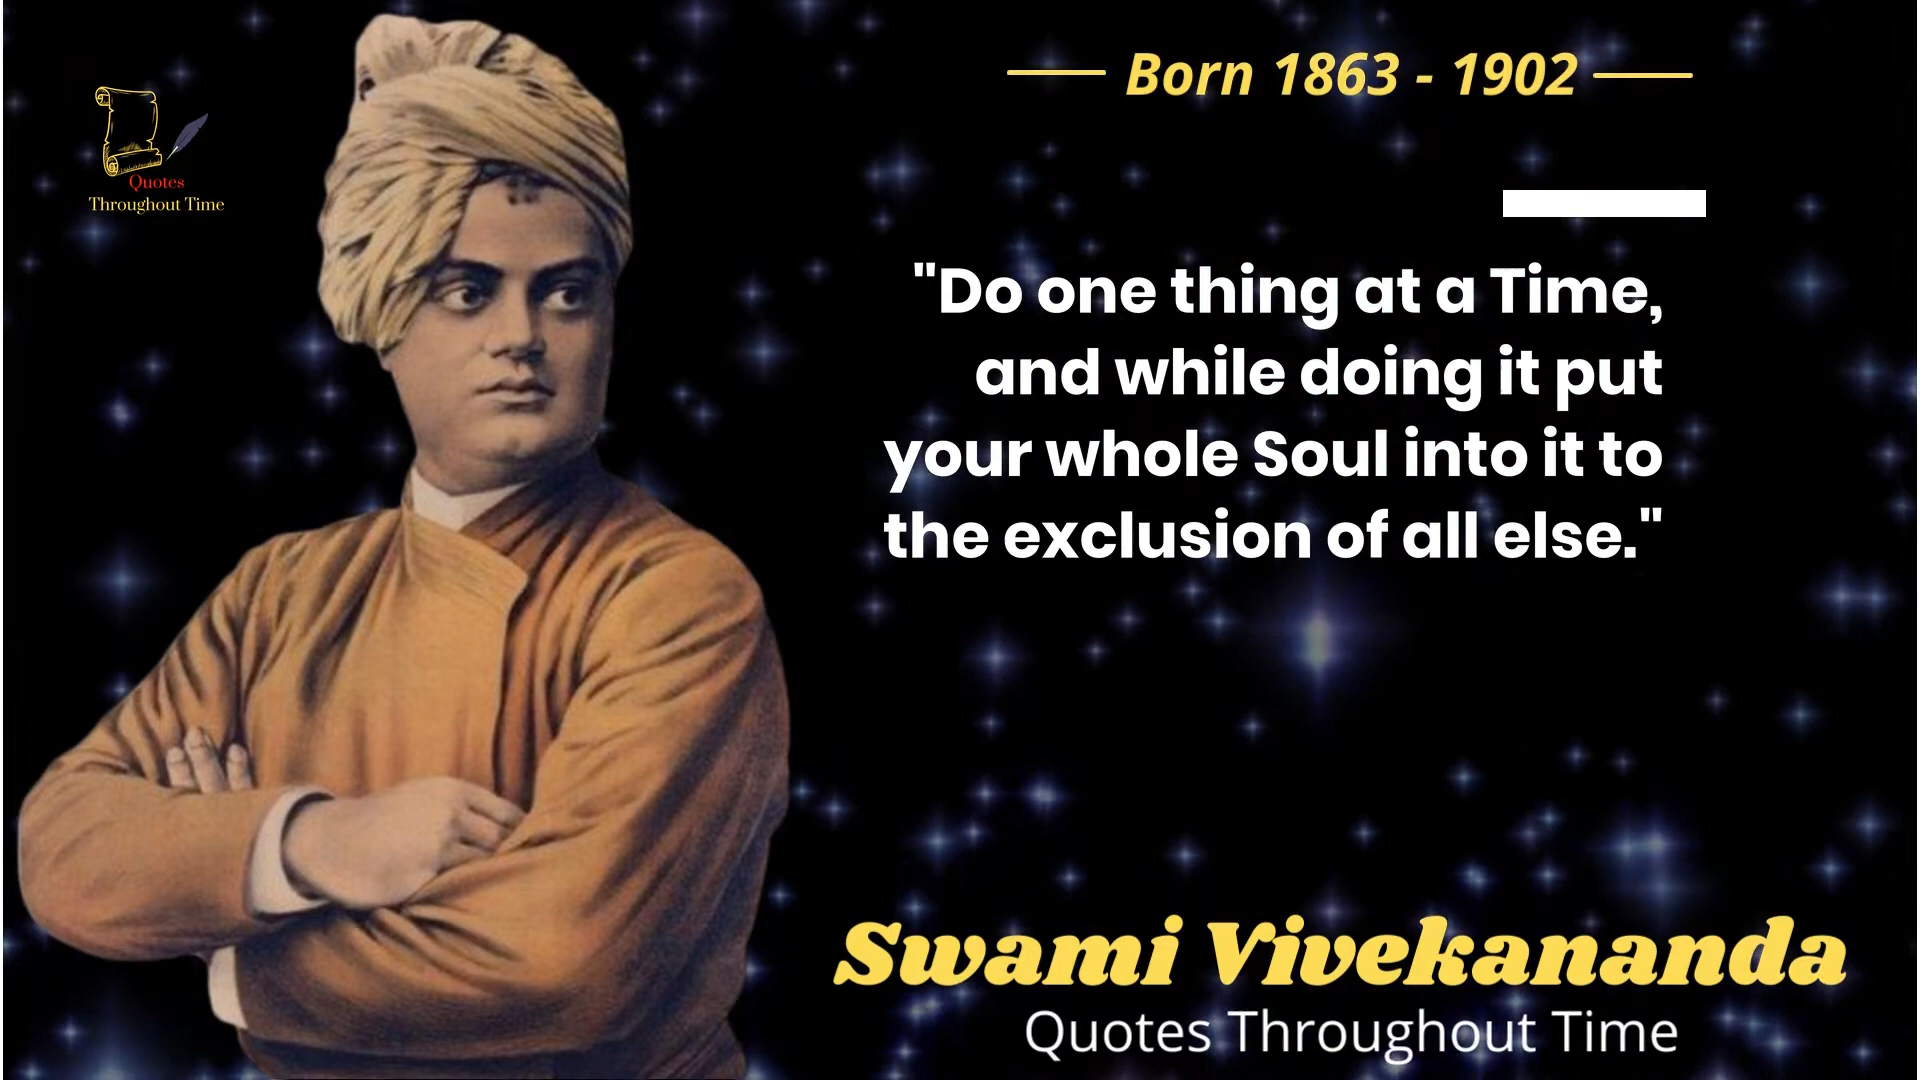 Quotes
Throughout Time
Born 1863 - 1902
"Do one thing at a Time,
and while doing it put
your whole Soul into it to
the exclusion of all else."
Swami Vivekananda
Quotes Throughout Time